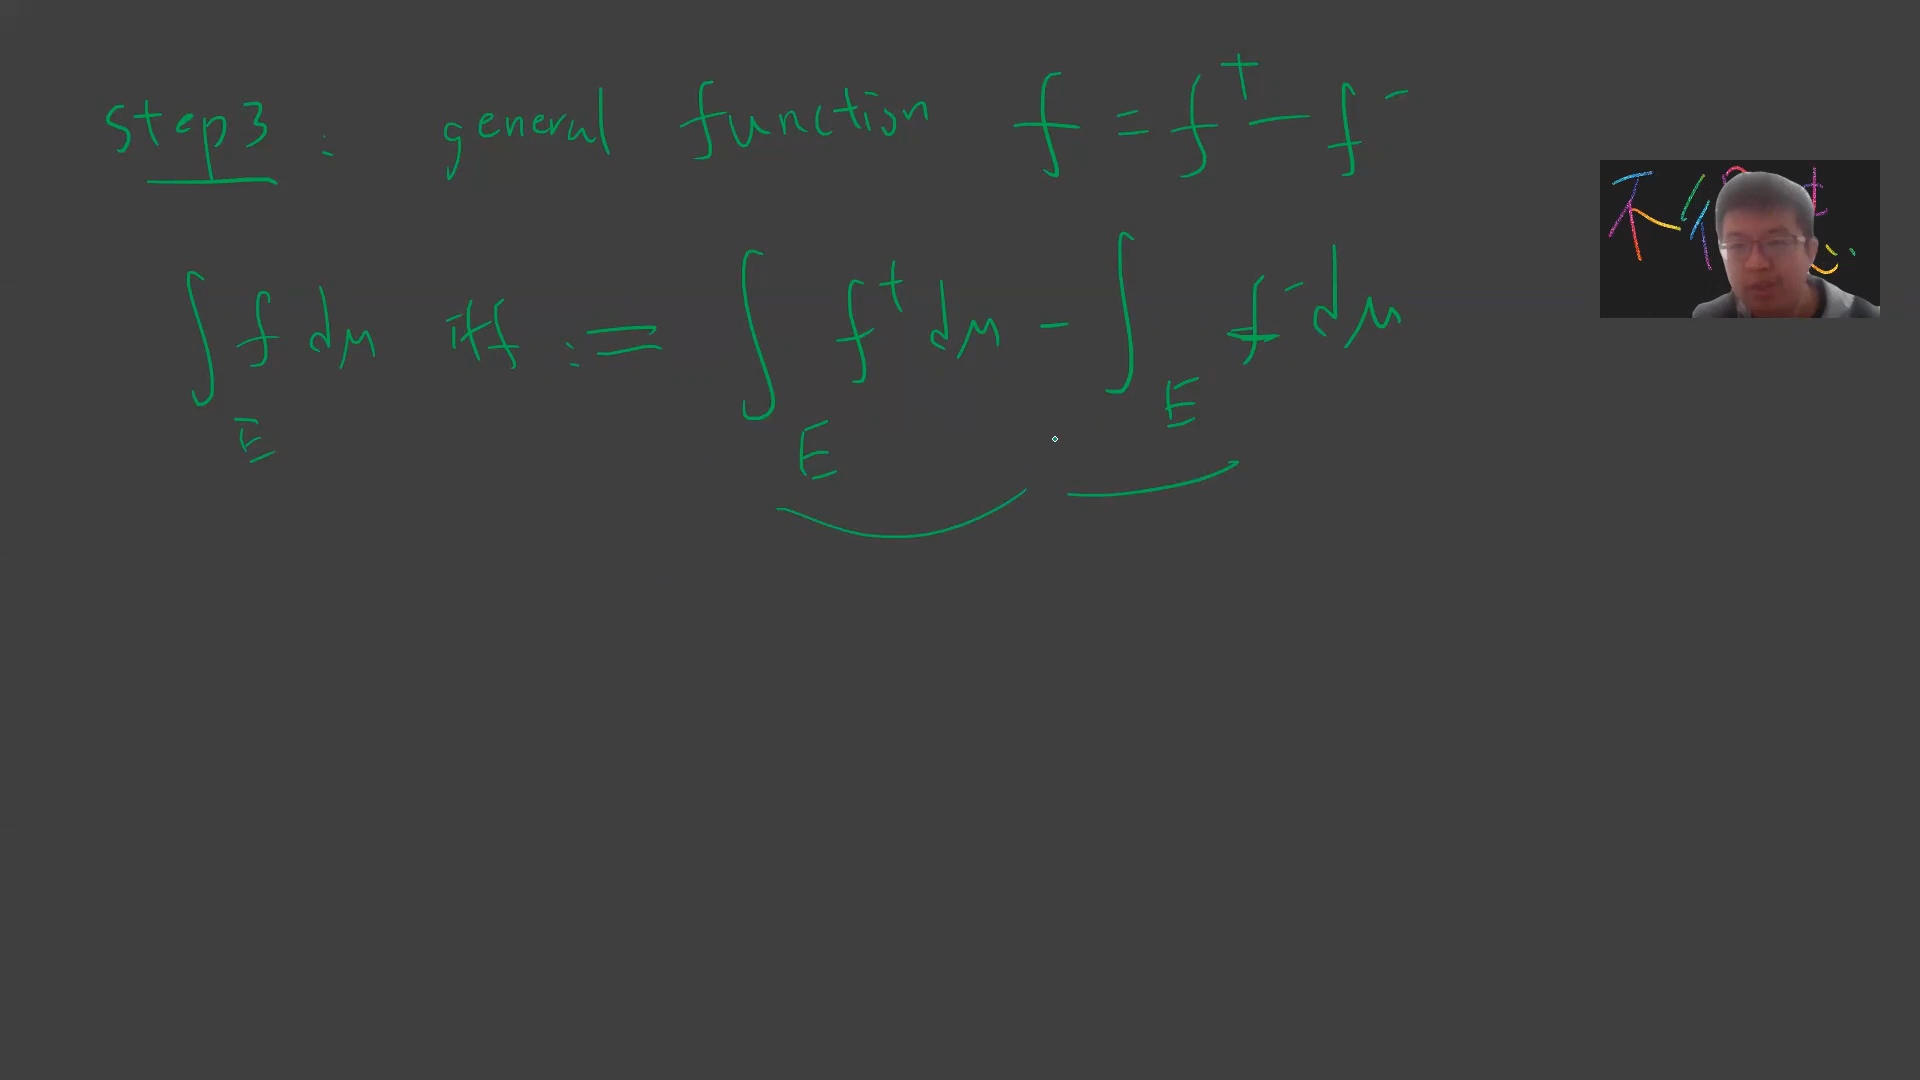 Step3 : general function f = f⁺ - f⁻
∫_E f dμ iff := ∫_E f⁺ dμ - ∫_E f⁻ dμ